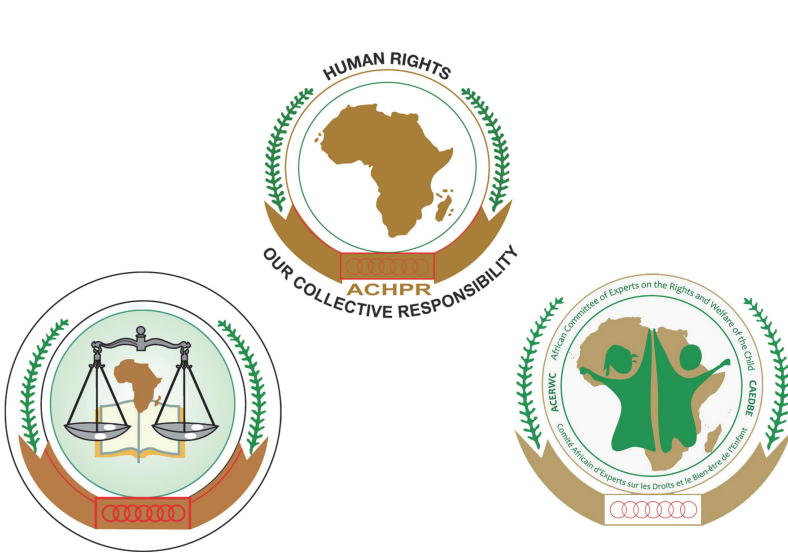 HUMAN RIGHTS
ACHPR
OUR COLLECTIVE RESPONSIBILITY
African Committee of Experts on the Rights and Welfare of the Child
ACERWC
CAEDBE
Comité Africain d'Experts sur les Droits et le Bien-être de l'Enfant